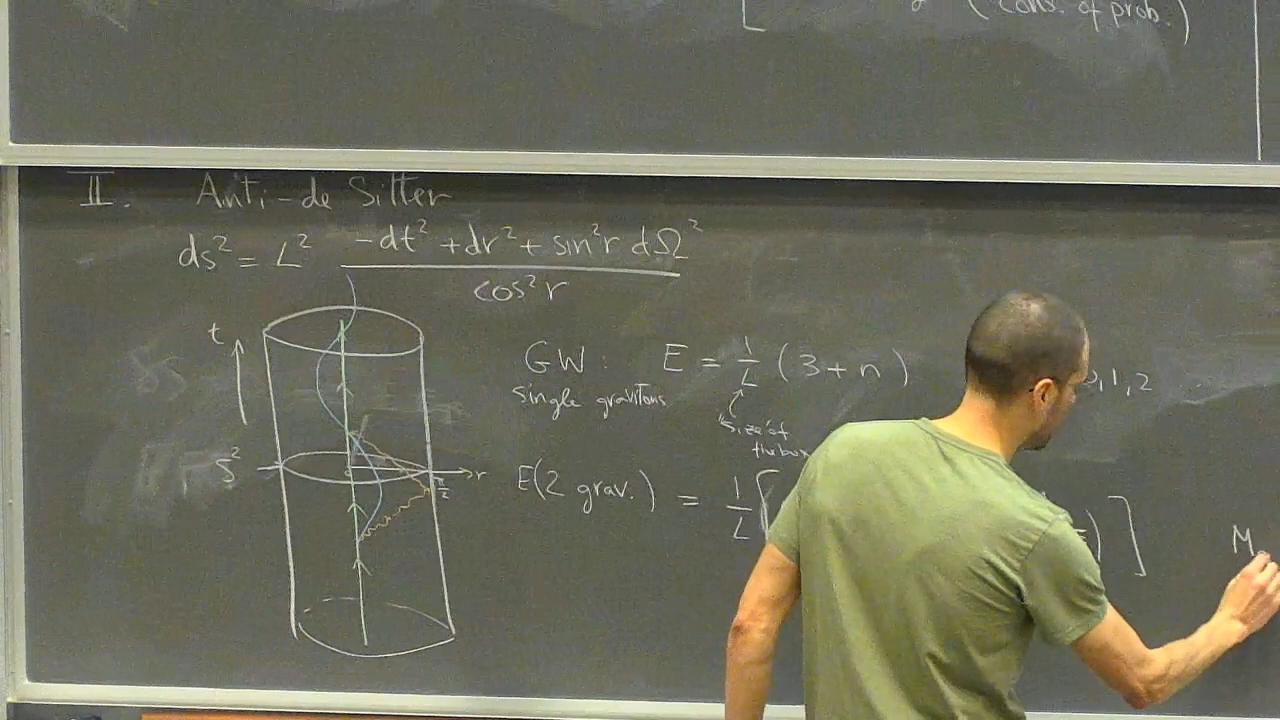 (cons. of prob.)
II. Anti-de Sitter
ds² = L² (-dt² + dr² + sin²r dΩ²) / cos²r
t
GW: E = 1/L (3 + n) 0,1,2
single gravitons
size of
the box
S² r
π/2
E(2 grav.) = 1/L [ ) ]
M